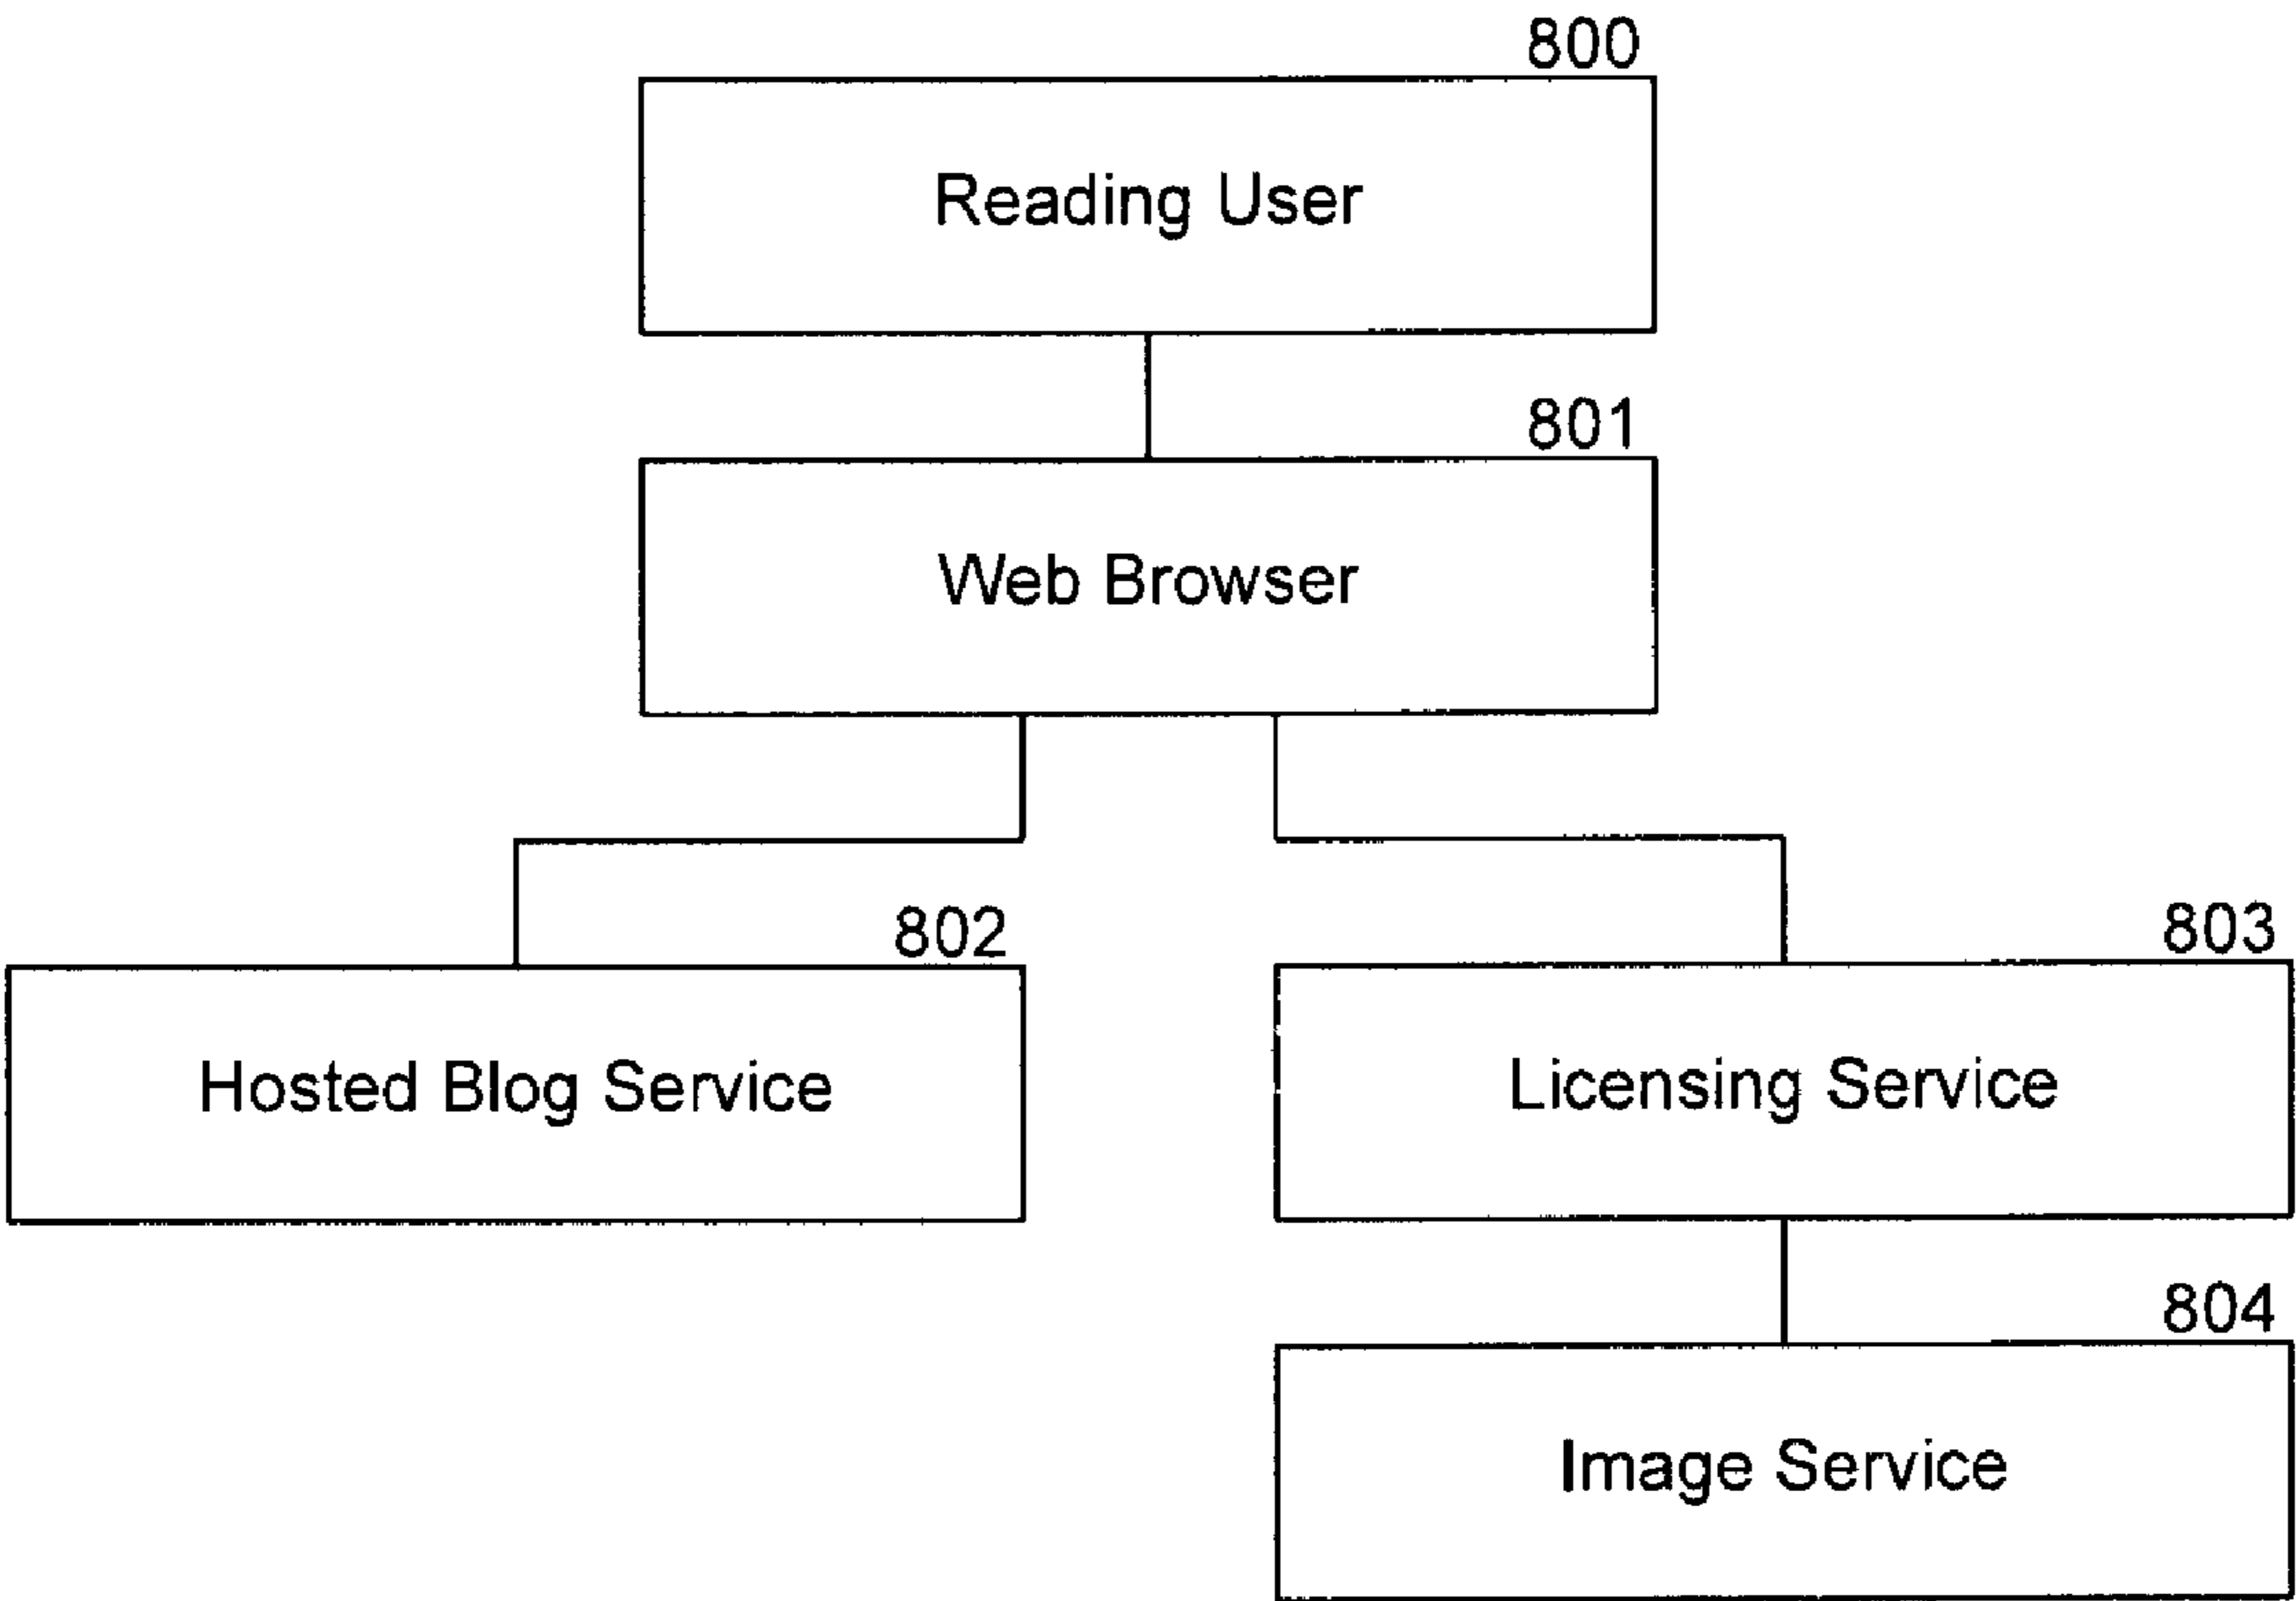 800
Reading User
801
Web Browser
802
Hosted Blog Service
803
Licensing Service
804
Image Service